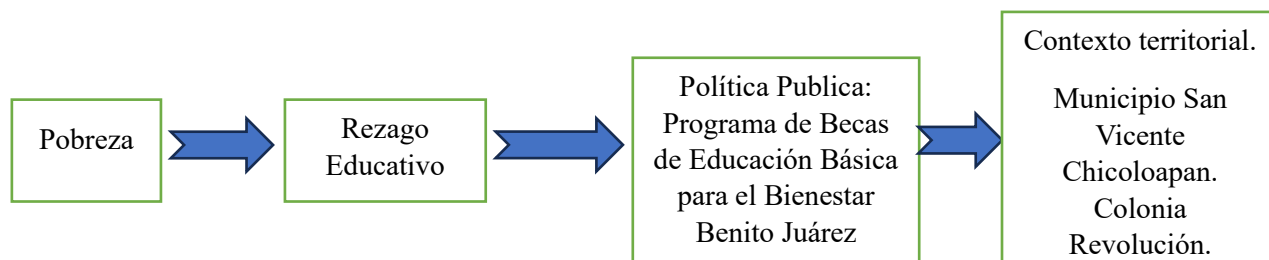 Pobreza
Rezago
Educativo
Política Publica:
Programa de Becas
de Educación Básica
para el Bienestar
Benito Juárez
Contexto territorial.
Municipio San
Vicente
Chicoloapan.
Colonia
Revolución.